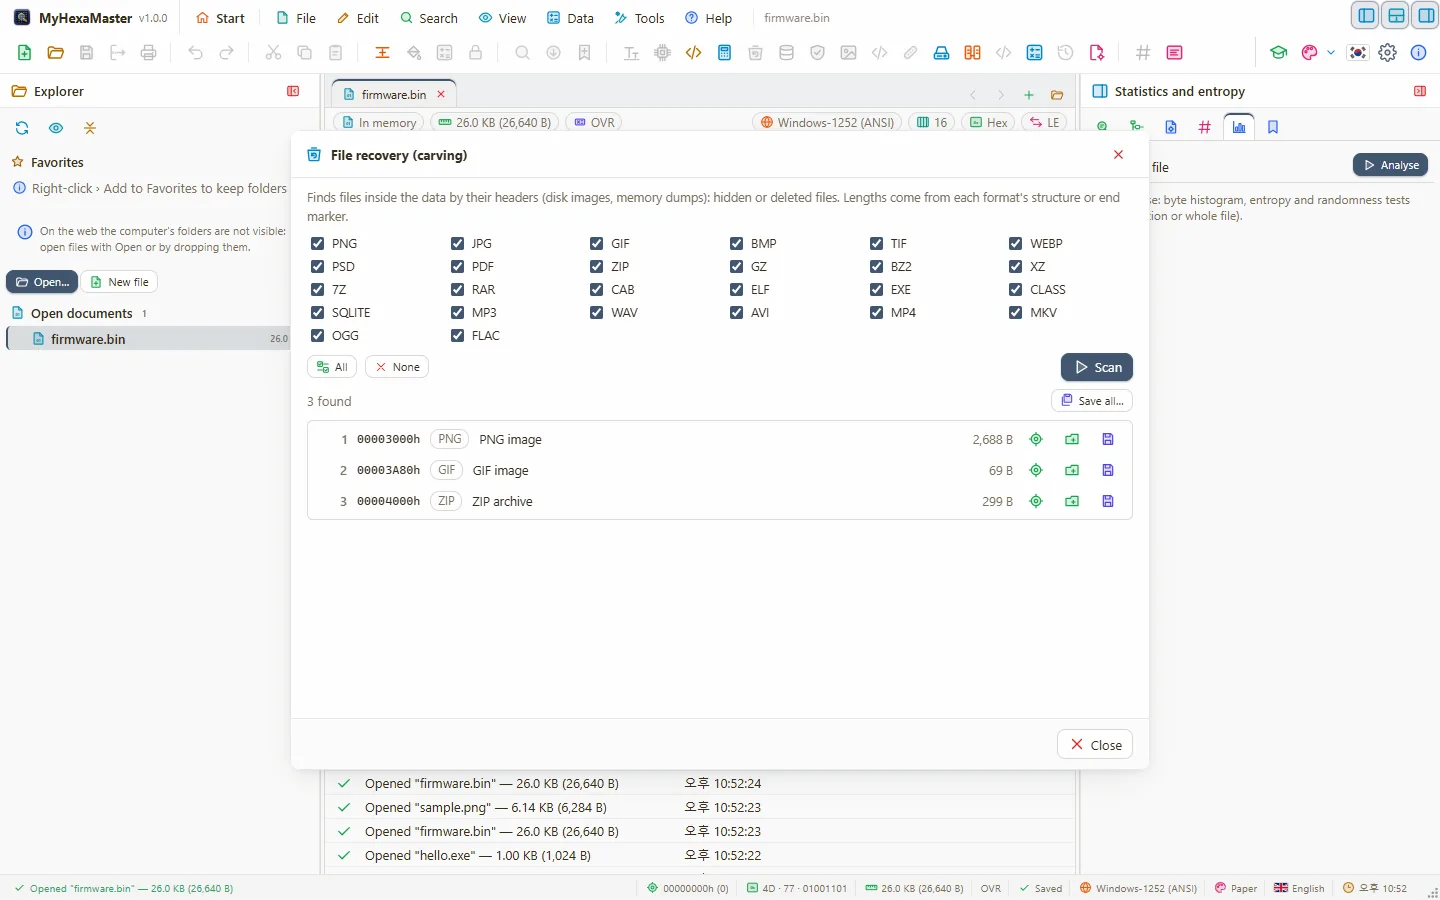 MyHexaMaster v1.0.0 Start File Edit Search View Data Tools Help firmware.bin
Explorer
firmware.bin
Statistics and entropy
In memory 26.0 KB (26,640 B) OVR Windows-1252 (ANSI) 16 Hex LE
Favorites
Right-click › Add to Favorites to keep folders
On the web the computer's folders are not visible:
open files with Open or by dropping them.
Open... New file
Open documents 1
firmware.bin 26.0
File recovery (carving)
Finds files inside the data by their headers (disk images, memory dumps): hidden or deleted files. Lengths come from each format's structure or end
marker.
PNG JPG GIF BMP TIF WEBP
PSD PDF ZIP GZ BZ2 XZ
7Z RAR CAB ELF EXE CLASS
SQLITE MP3 WAV AVI MP4 MKV
OGG FLAC
All None Scan
3 found Save all...
1 00003000h PNG PNG image 2,688 B
2 00003A80h GIF GIF image 69 B
3 00004000h ZIP ZIP archive 299 B
Close
file Analyse
e: byte histogram, entropy and randomness tests
ion or whole file).
Opened "firmware.bin" — 26.0 KB (26,640 B) 오후 10:52:24
Opened "sample.png" — 6.14 KB (6,284 B) 오후 10:52:23
Opened "firmware.bin" — 26.0 KB (26,640 B) 오후 10:52:23
Opened "hello.exe" — 1.00 KB (1,024 B) 오후 10:52:22
Opened "firmware.bin" — 26.0 KB (26,640 B) 00000000h (0) 4D · 77 · 01001101 26.0 KB (26,640 B) OVR Saved Windows-1252 (ANSI) Paper English 오후 10:52